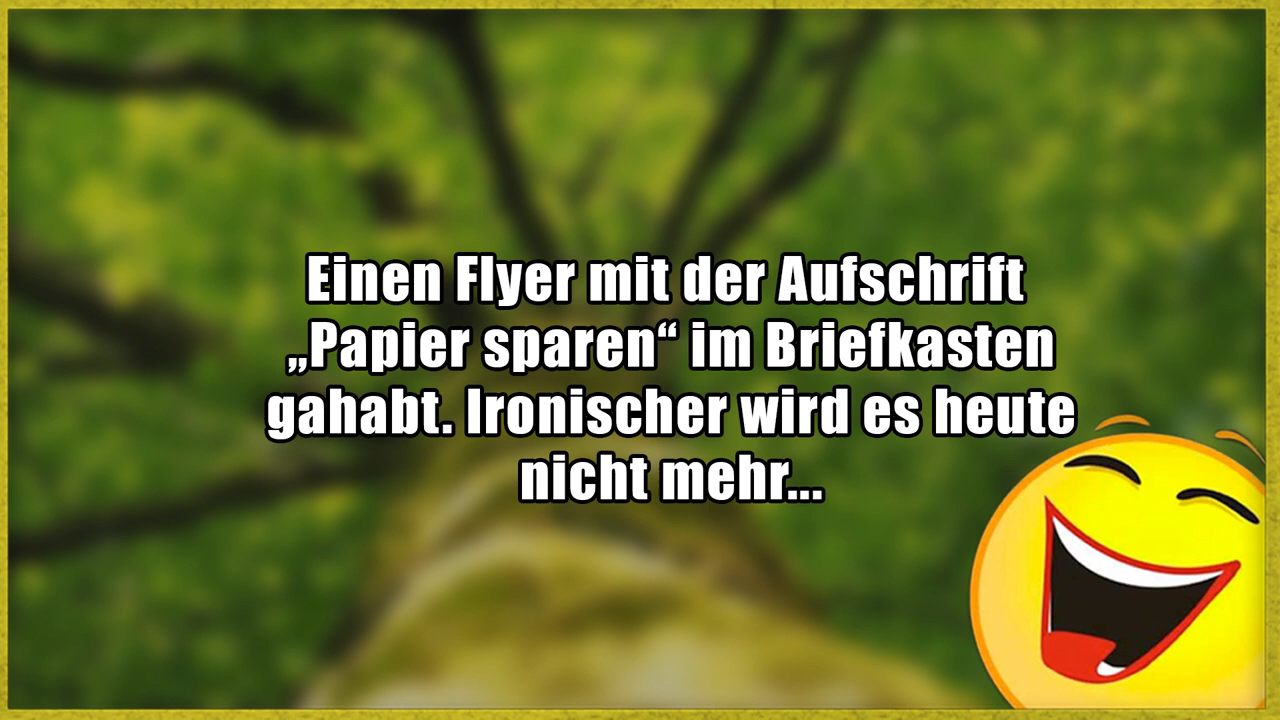 Einen Flyer mit der Aufschrift
„Papier sparen“ im Briefkasten
gahabt. Ironischer wird es heute
nicht mehr...